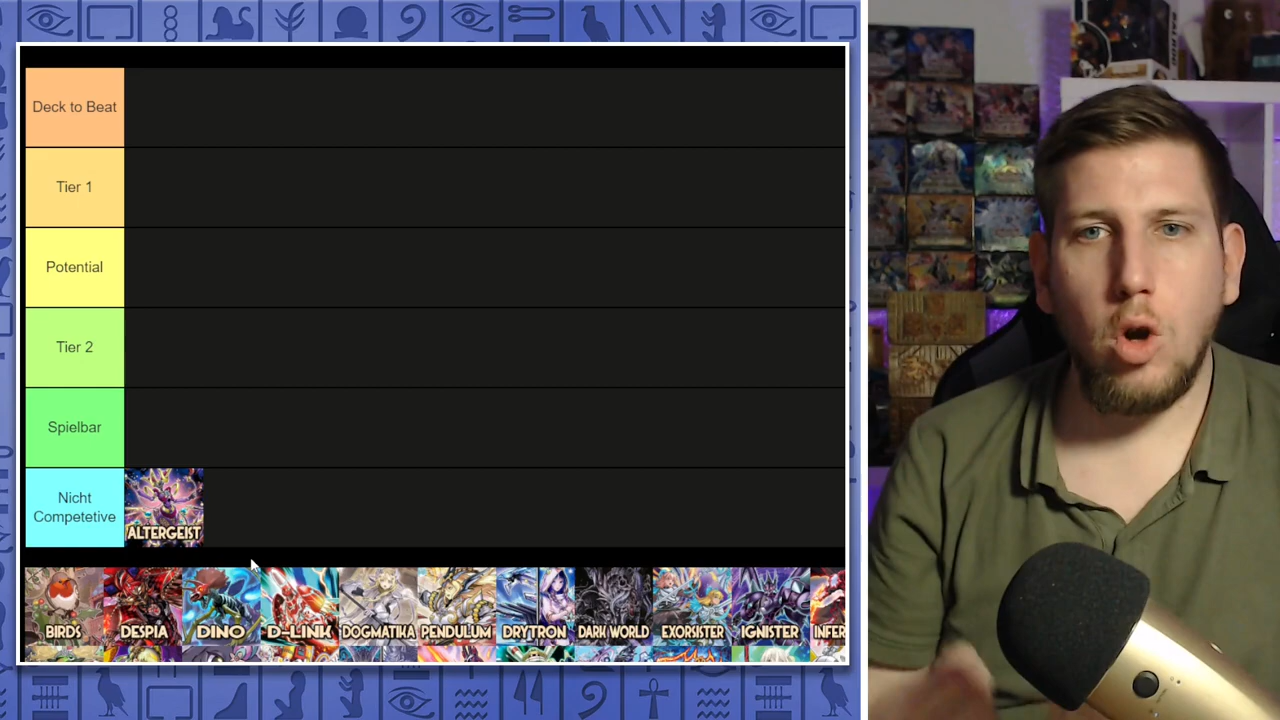 Deck to Beat
Tier 1
Potential
Tier 2
Spielbar
Nicht
Competetive
ALTERGEIST
BIRDS
DESPIA
DINO
D-LINK
DOGMATIKA
PENDULUM
DRYTRON
DARK WORLD
EXORSISTER
IGNISTER
INFER